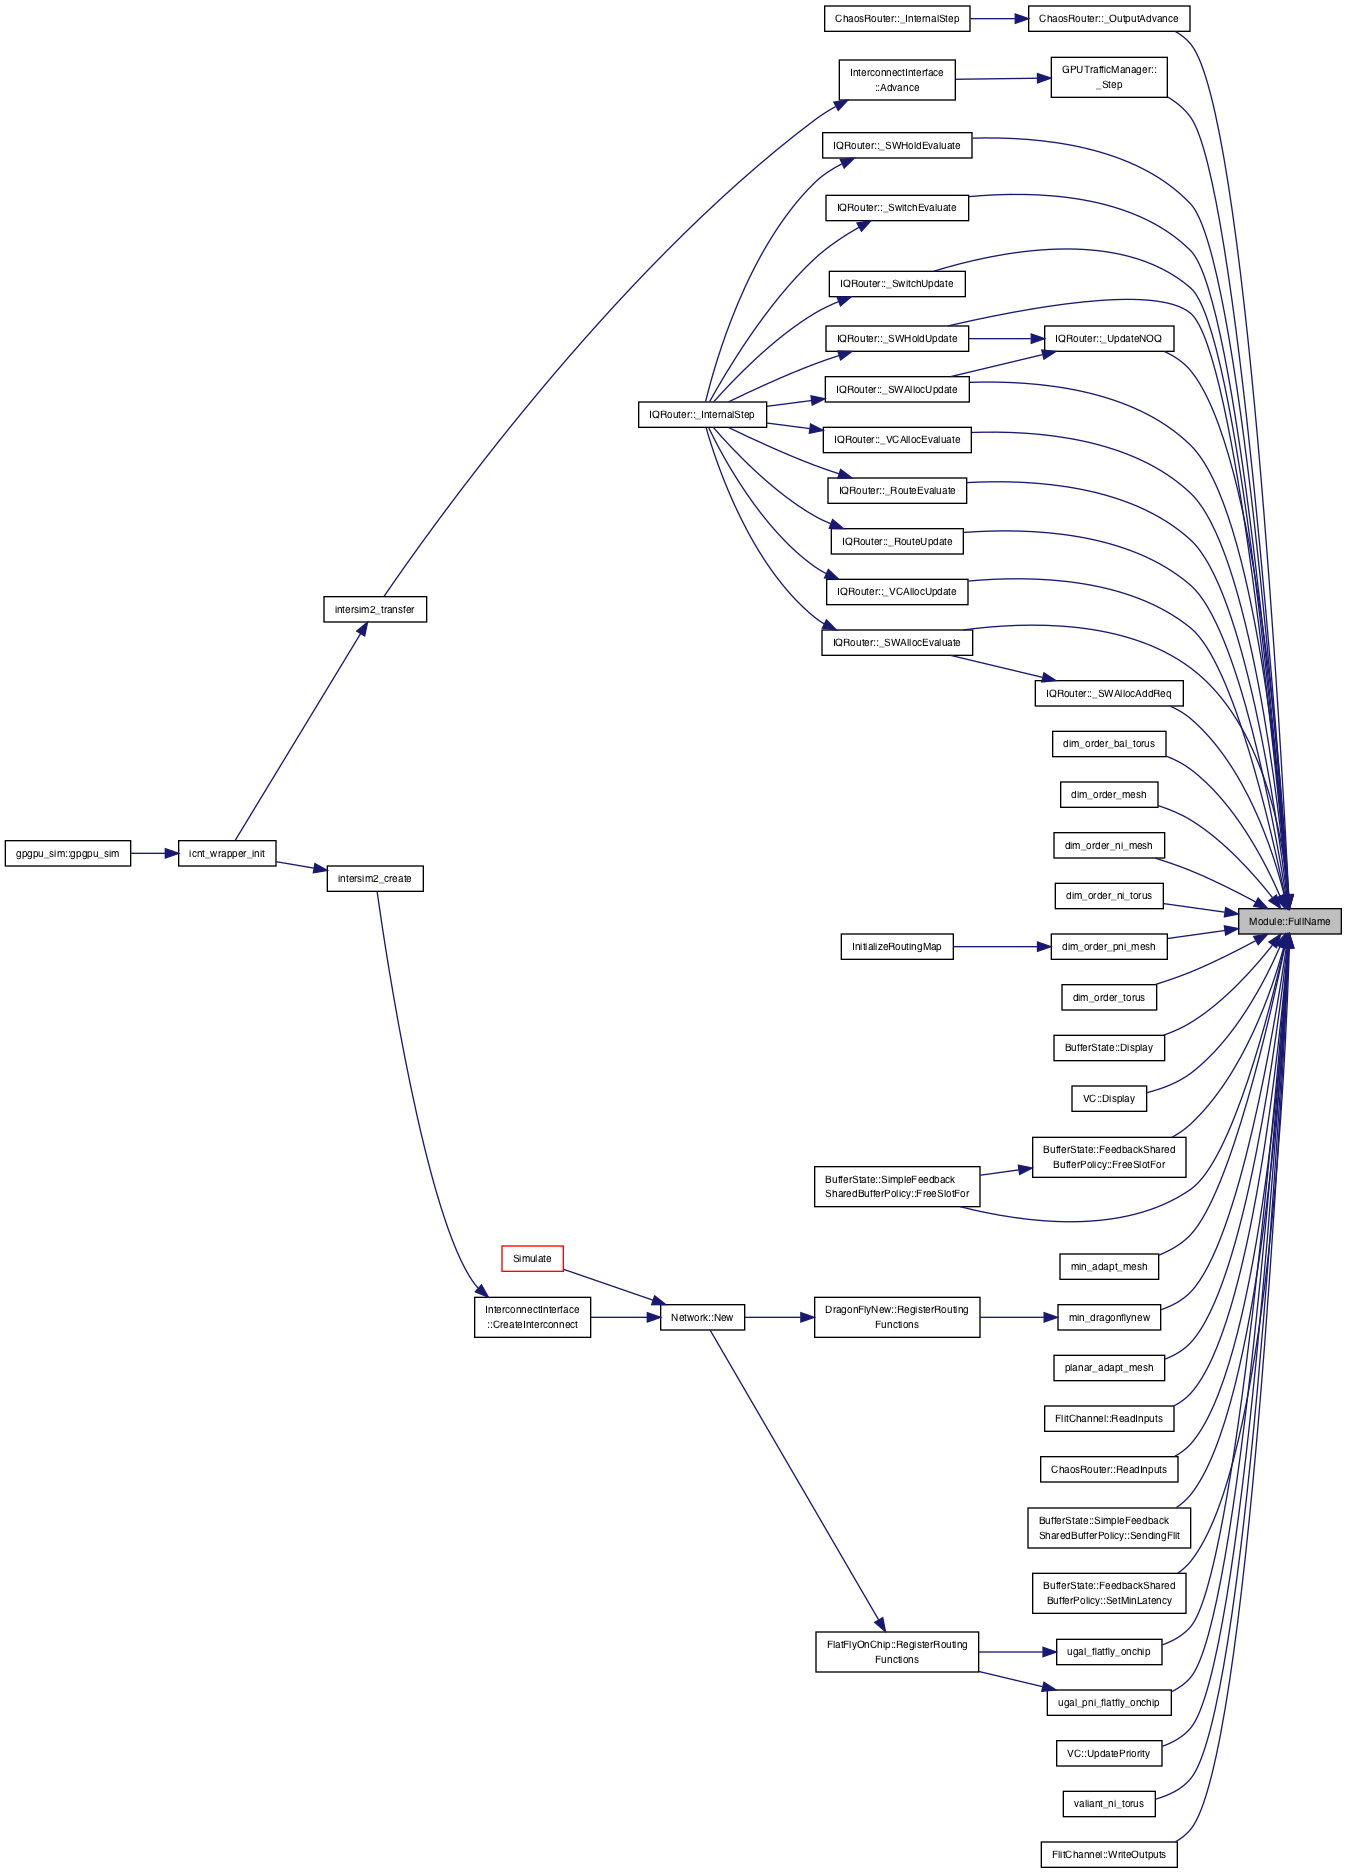 ChaosRouter::_InternalStep
ChaosRouter::_OutputAdvance
InterconnectInterface
::Advance
GPUTrafficManager::
_Step
IQRouter::_SWHoldEvaluate
IQRouter::_SwitchEvaluate
IQRouter::_SwitchUpdate
IQRouter::_SWHoldUpdate
IQRouter::_UpdateNOQ
IQRouter::_SWAllocUpdate
IQRouter::_InternalStep
IQRouter::_VCAllocEvaluate
IQRouter::_RouteEvaluate
IQRouter::_RouteUpdate
IQRouter::_VCAllocUpdate
intersim2_transfer
IQRouter::_SWAllocEvaluate
IQRouter::_SWAllocAddReq
dim_order_bal_torus
dim_order_mesh
dim_order_ni_mesh
gpgpu_sim::gpgpu_sim
icnt_wrapper_init
intersim2_create
dim_order_ni_torus
Module::FullName
InitializeRoutingMap
dim_order_pni_mesh
dim_order_torus
BufferState::Display
VC::Display
BufferState::FeedbackShared
BufferPolicy::FreeSlotFor
BufferState::SimpleFeedback
SharedBufferPolicy::FreeSlotFor
Simulate
min_adapt_mesh
InterconnectInterface
::CreateInterconnect
Network::New
DragonFlyNew::RegisterRouting
Functions
min_dragonflynew
planar_adapt_mesh
FlitChannel::ReadInputs
ChaosRouter::ReadInputs
BufferState::SimpleFeedback
SharedBufferPolicy::SendingFlit
BufferState::FeedbackShared
BufferPolicy::SetMinLatency
FlatFlyOnChip::RegisterRouting
Functions
ugal_flatfly_onchip
ugal_pni_flatfly_onchip
VC::UpdatePriority
valiant_ni_torus
FlitChannel::WriteOutputs